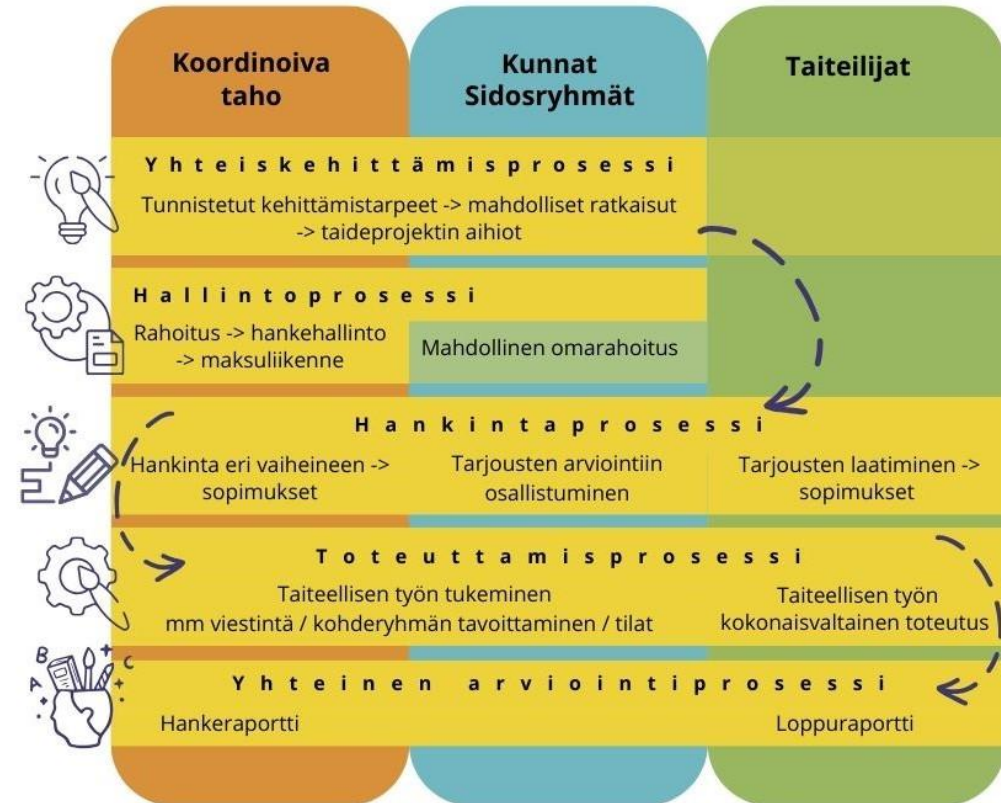 Koordinoiva
taho
Kunnat
Sidosryhmät
Taiteilijat
Yhteiskehittämisprosessi
Tunnistetut kehittämistarpeet -> mahdolliset ratkaisut
-> taideprojektin aihiot
Hallintoprosessi
Rahoitus -> hankehallinto
-> maksuliikenne
Mahdollinen omarahoitus
Hankintaprosessi
Hankinta eri vaiheineen ->
sopimukset
Tarjousten arviointiin
osallistuminen
Tarjousten laatiminen ->
sopimukset
Toteuttamisprosessi
Taiteellisen työn tukeminen
mm viestintä / kohderyhmän tavoittaminen / tilat
Taiteellisen työn
kokonaisvaltainen toteutus
B
A
C
Yhteinen arviointiprosessi
Hankeraportti
Loppuraportti